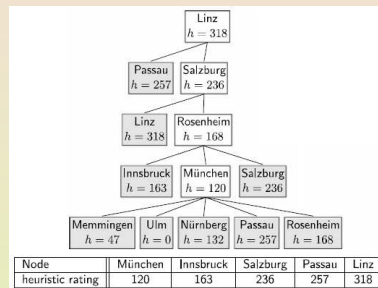 Linz
h = 318
Passau Salzburg
h = 257 h = 236
Linz Rosenheim
h = 318 h = 168
Innsbruck München Salzburg
h = 163 h = 120 h = 236
Memmingen Ulm Nürnberg Passau Rosenheim
h = 47 h = 0 h = 132 h = 257 h = 168
Node München Innsbruck Salzburg Passau Linz
heuristic rating 120 163 236 257 318